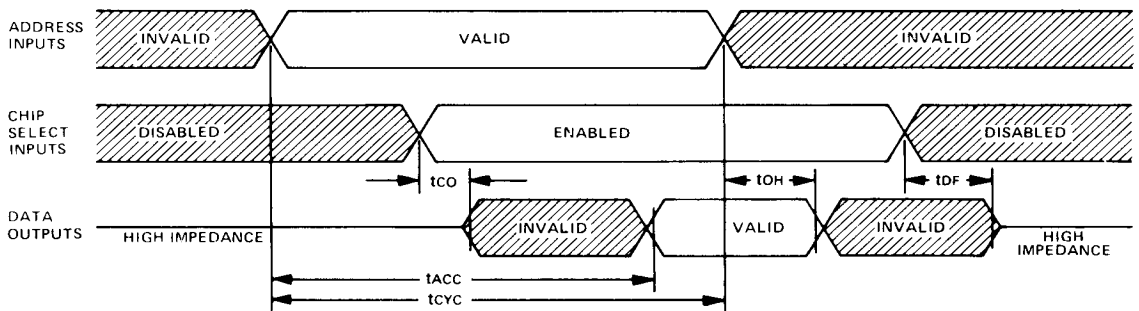 ADDRESS
INPUTS
INVALID
VALID
INVALID
CHIP
SELECT
INPUTS
DISABLED
ENABLED
DISABLED
tCO
tOH
tDF
DATA
OUTPUTS
HIGH IMPEDANCE
INVALID
VALID
INVALID
HIGH
IMPEDANCE
tACC
tCYC